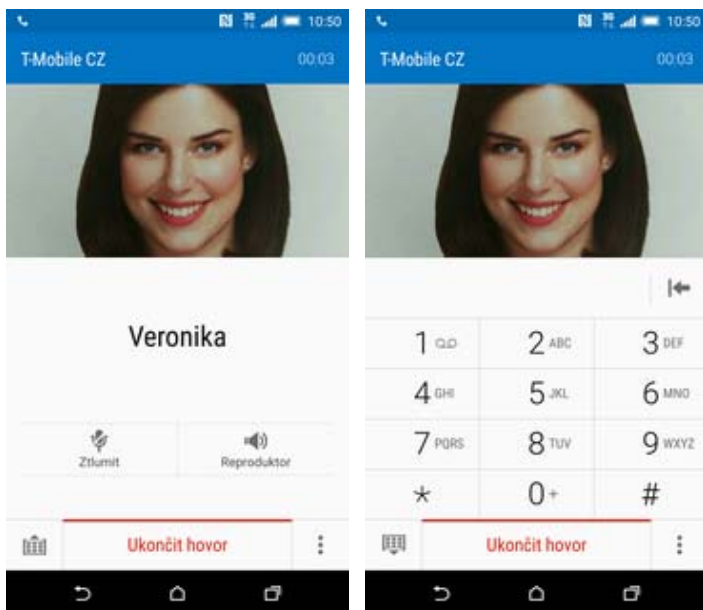 10:50
T-Mobile CZ 00:03
Veronika
Ztlumit Reproduktor
Ukončit hovor
3G 10:50
T-Mobile CZ 00:03
1
2 ABC 3 DEF
4 GHI 5 JKL 6 MNO
7 PQRS 8 TUV 9 WXYZ
* 0 + #
Ukončit hovor